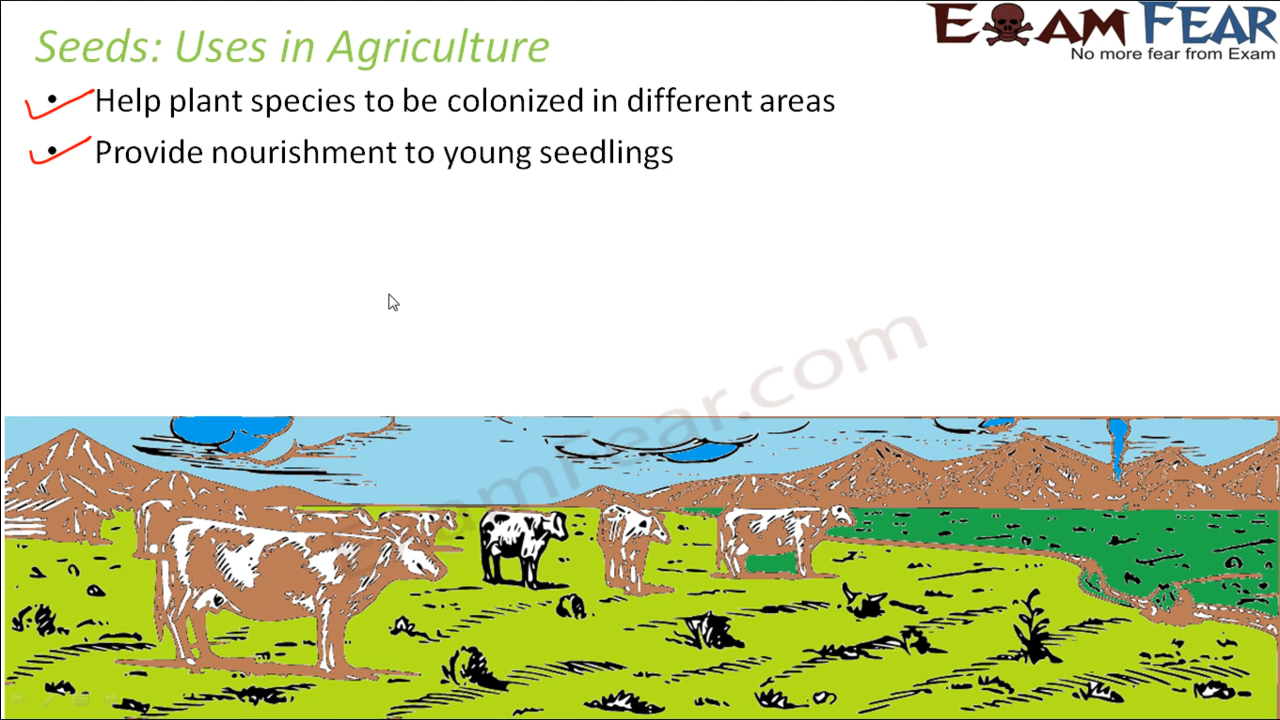 Seeds: Uses in Agriculture
EXAM FEAR
No more fear from Exam
• Help plant species to be colonized in different areas
• Provide nourishment to young seedlings
ExamFear.com